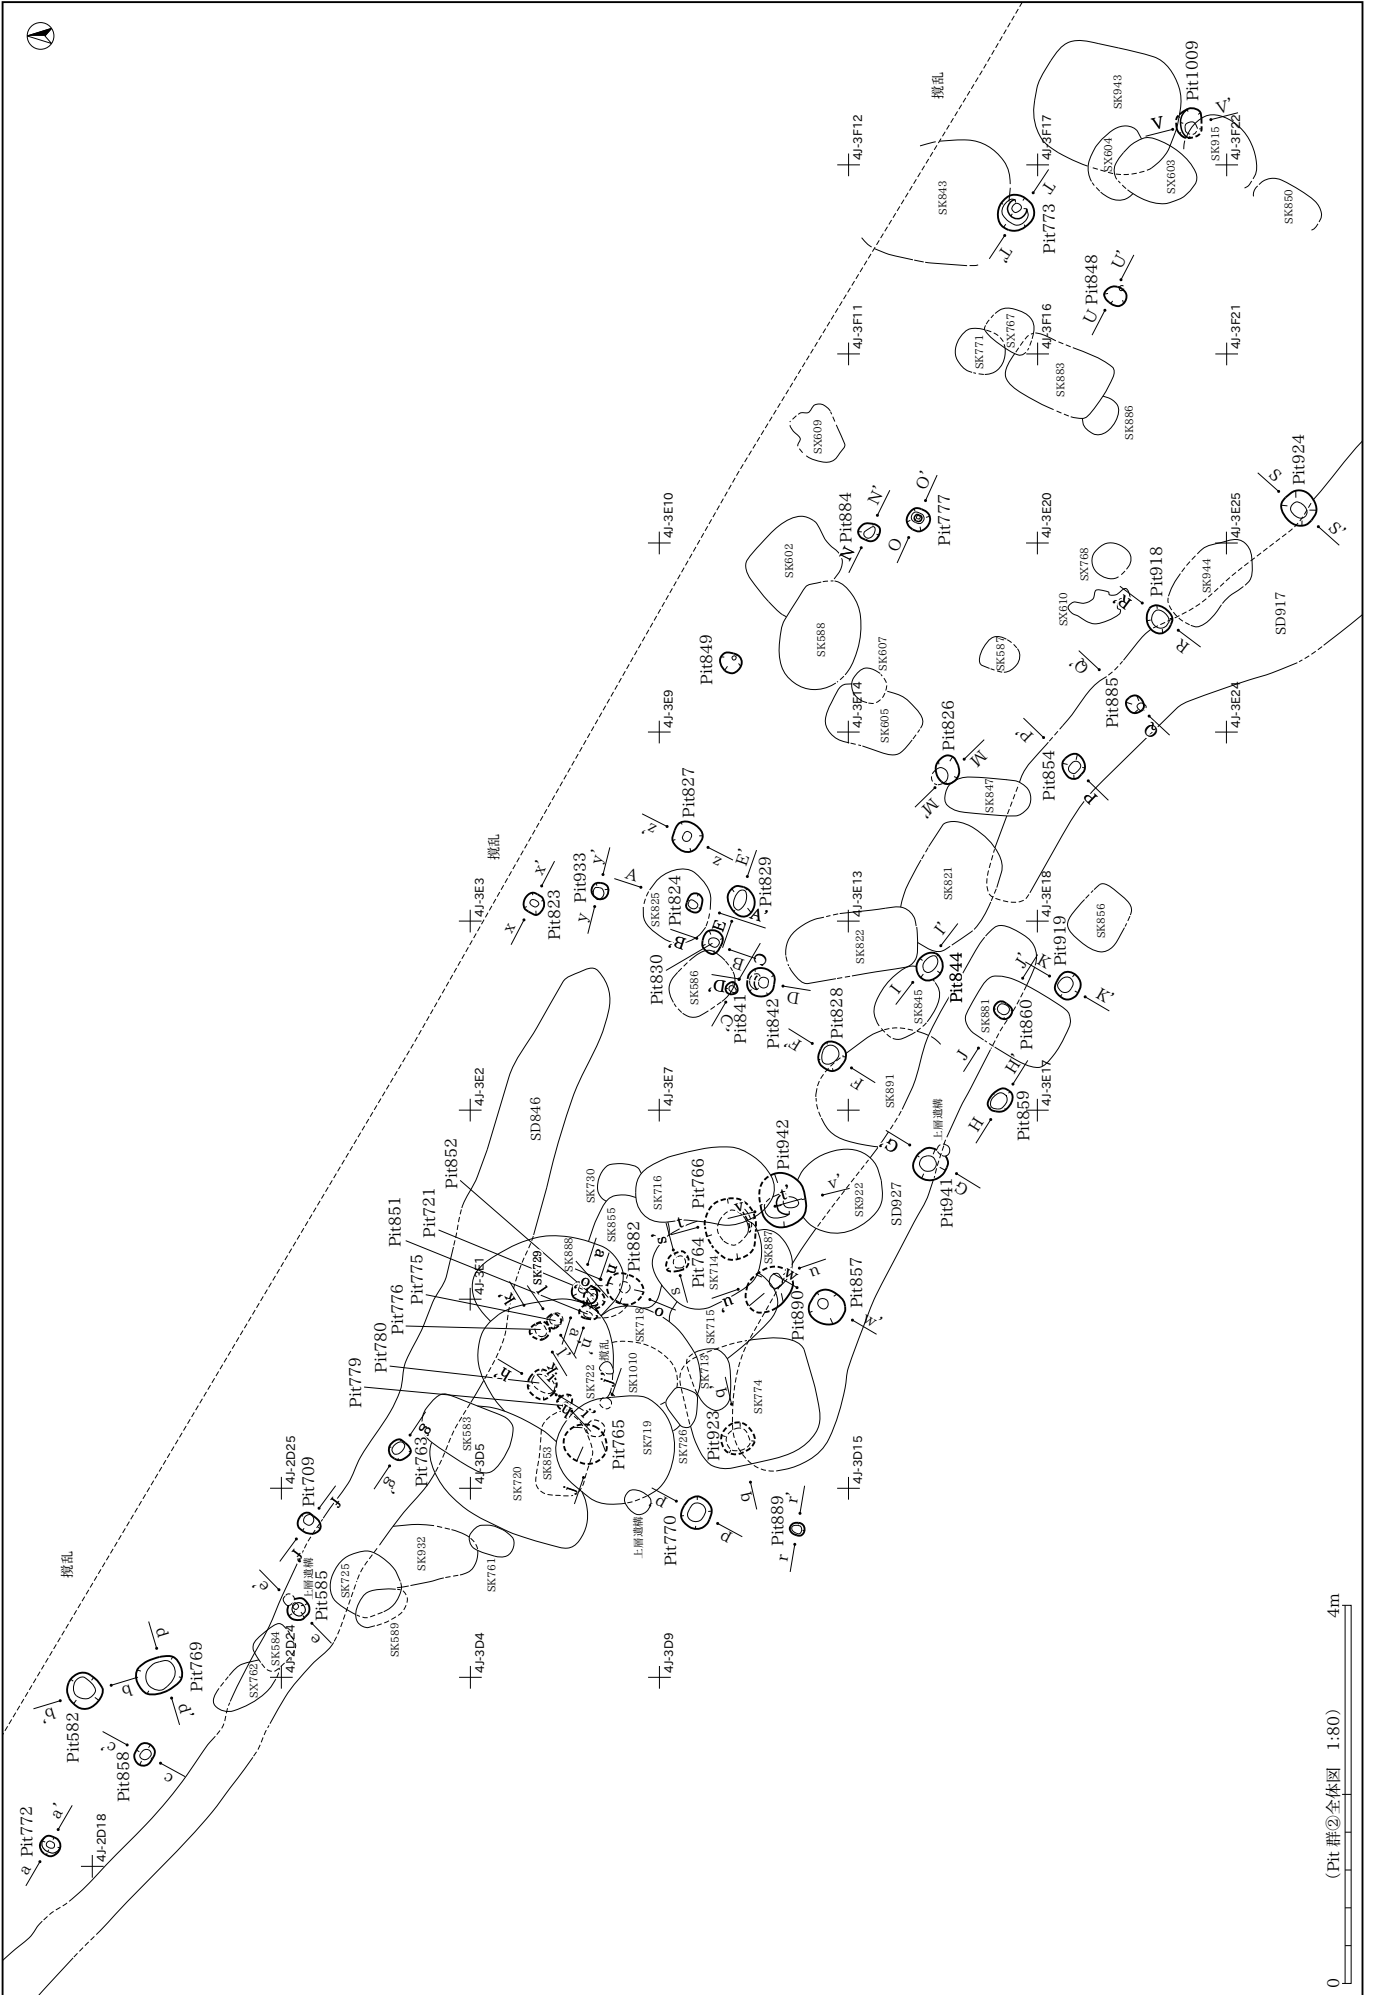 撹乱
SK943
Pit1009
V
V'
4J-3F12
4J-3F17
4J-3F22
SX604
SX603
SK915
SK850
SK843
T
T'
Pit773
Pit848
U
U'
4J-3F11
4J-3F16
4J-3F21
SX767
SK771
SK883
SK886
SX609
Pit924
S
S'
4J-3E10
4J-3E20
4J-3E25
N
N'
Pit884
O
O'
Pit777
SK602
SK588
SX768
SX610
Pit918
R'
R
SK944
SD917
Pit849
SK607
SK587
SK605
Q'
Pit885
Q
4J-3E9
4J-3E14
4J-3E24
Pit826
M
M'
P'
Pit854
P
SK847
Pit827
z'
z
撹乱
x
x'
Pit823
y
y'
Pit933
A
A'
SK825
Pit824
E
E'
Pit829
4J-3E3
4J-3E13
4J-3E18
SK821
SK822
SK856
B'
B
Pit830
SK586
C
C'
D'
D
Pit841
Pit842
I
I'
Pit844
SK845
J'
J
SK881
Pit860
K
K'
Pit919
F'
F
Pit828
SK891
H'
H
Pit859
4J-3E2
4J-3E7
4J-3E17
SD846
上層遺構
G'
G
Pit941
SD927
SK922
Pit942
v'
v
t'
t
Pit766
SK716
SK730
SK855
Pit852
Pit721
Pit851
Pit775
Pit776
Pit780
Pit779
SK729
SK888
Pit882
4J-3E1
s'
s
Pit764
SK714
SK887
SK715
SK718
u'
u
w
w'
Pit890
Pit857
a
a
n
n'
o
o'
k'
k
l
l'
h'
h
i'
j'
j
撹乱
SK722
SK1010
SK713
SK774
q'
q
Pit923
SK719
SK726
Pit765
SK853
SK720
SK583
4J-3D5
4J-3D15
g
g'
Pit763
4J-2D25
Pit709
f
f'
上層遺構
p
p
Pit770
r
r'
Pit889
SK932
SK761
SK725
SK589
上層遺構
e'
e
Pit585
SK584
SX762
4J-2D24
4J-3D4
4J-3D9
撹乱
d
d'
Pit769
b
b'
Pit582
c'
c
Pit858
a
a'
Pit772
4J-2D18
(Pit 群②全体図 1:80)
0
4m